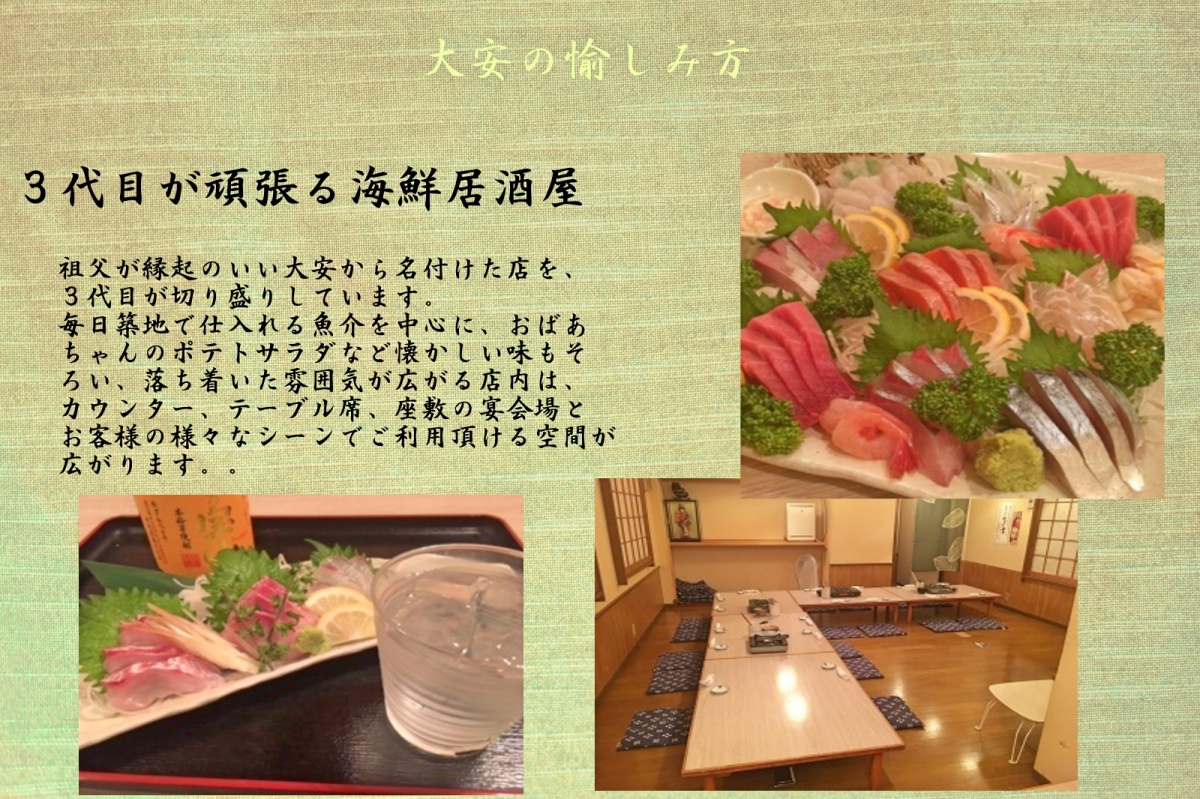 大安の愉しみ方
３代目が頑張る海鮮居酒屋
祖父が縁起のいい大安から名付けた店を、
３代目が切り盛りしています。
毎日築地で仕入れる魚介を中心に、おばあ
ちゃんのポテトサラダなど懐かしい味もそ
ろい、落ち着いた雰囲気が広がる店内は、
カウンター、テーブル席、座敷の宴会場と
お客様の様々なシーンでご利用頂ける空間が
広がります。。
本格芋焼酎